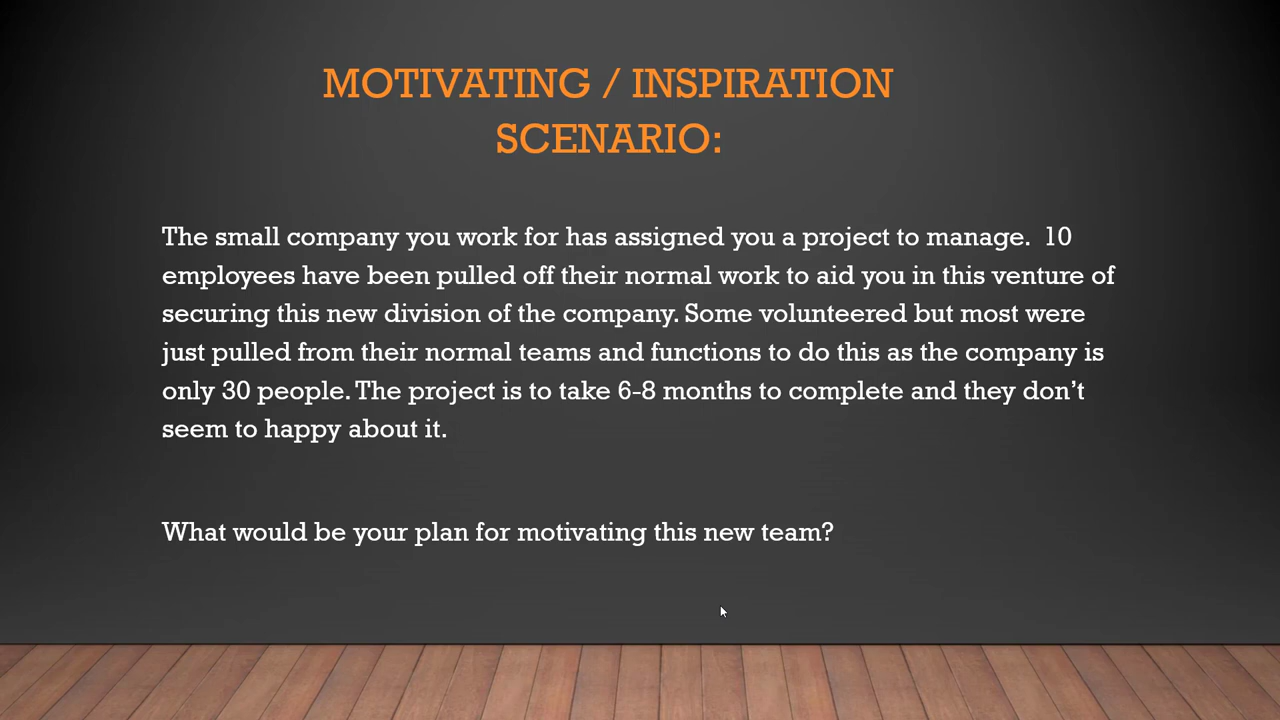 MOTIVATING / INSPIRATION
SCENARIO:
The small company you work for has assigned you a project to manage.  10
employees have been pulled off their normal work to aid you in this venture of
securing this new division of the company. Some volunteered but most were
just pulled from their normal teams and functions to do this as the company is
only 30 people. The project is to take 6-8 months to complete and they don’t
seem to happy about it.
What would be your plan for motivating this new team?